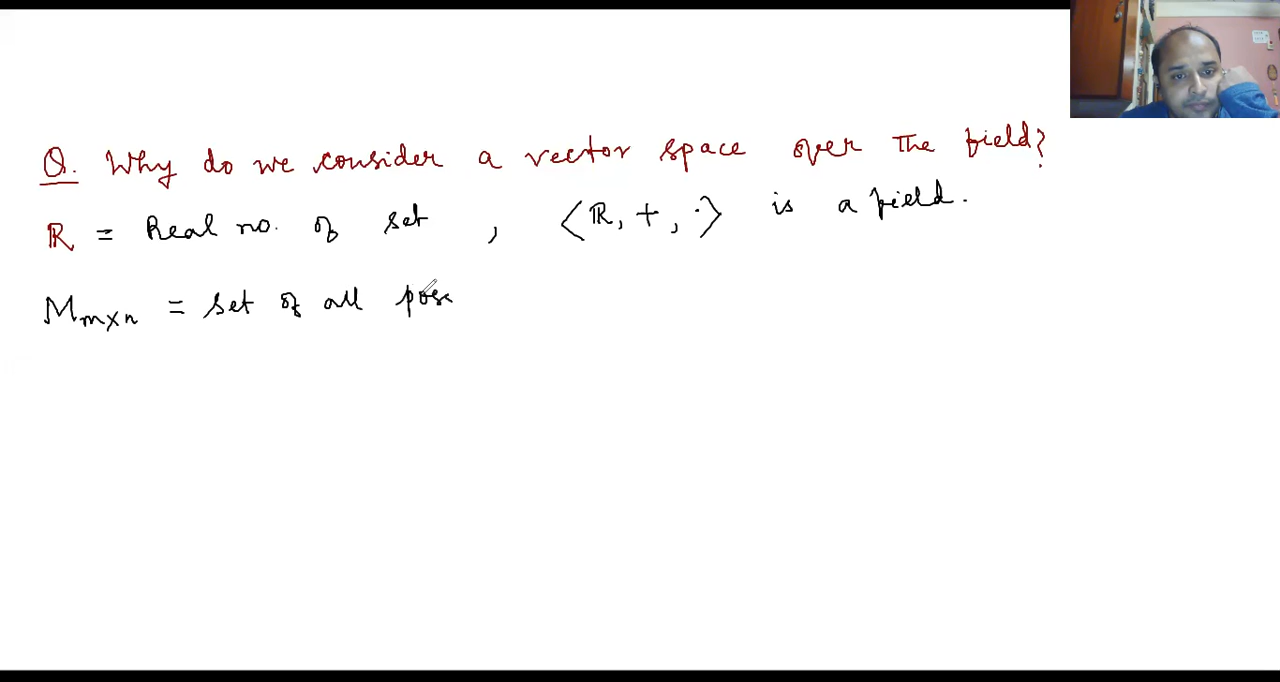 Q. Why do we consider a vector space over the field?
ℝ = Real no. of set , ⟨ℝ, +, ·⟩ is a field.
M_{m×n} = set of all poss